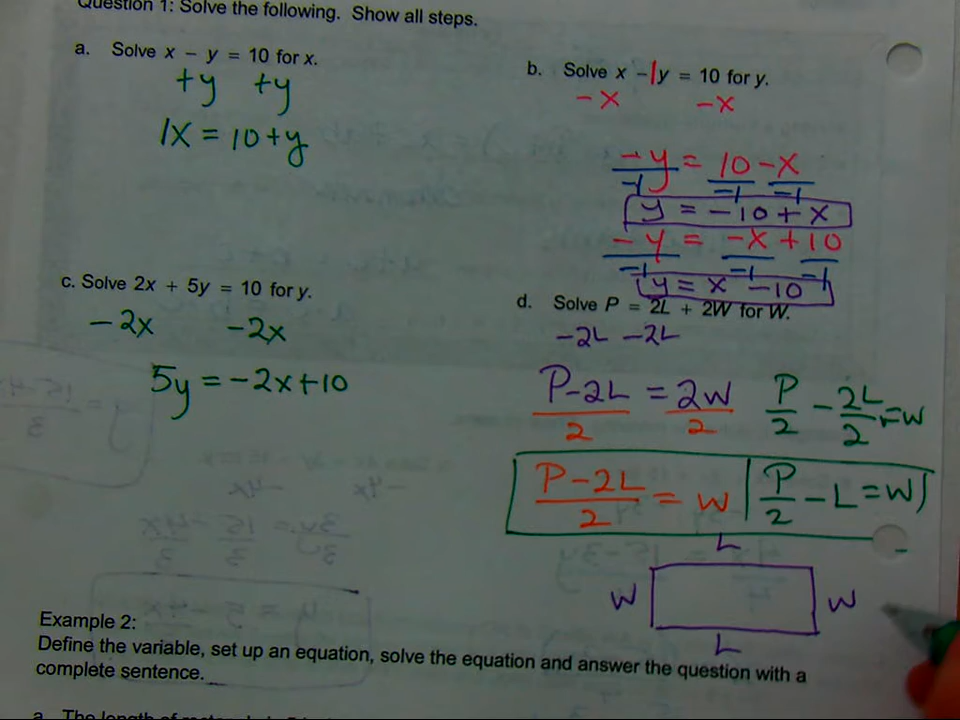 Question 1: Solve the following. Show all steps.
a. Solve x - y = 10 for x.
+y +y
1x = 10+y
b. Solve x -1y = 10 for y.
-x -x
-y = 10 -x
-1 -1 -1
y = -10 + x
-y = -x +10
-1 -1 -1
y = x -10
c. Solve 2x + 5y = 10 for y.
-2x -2x
5y = -2x+10
d. Solve P = 2L + 2W for W.
-2L -2L
P-2L = 2W
2 2
P/2 - 2L/2 = W
P-2L/2 = W
P/2 - L = W
L
W W
L
Example 2:
Define the variable, set up an equation, solve the equation and answer the question with a
complete sentence.
a. The length of